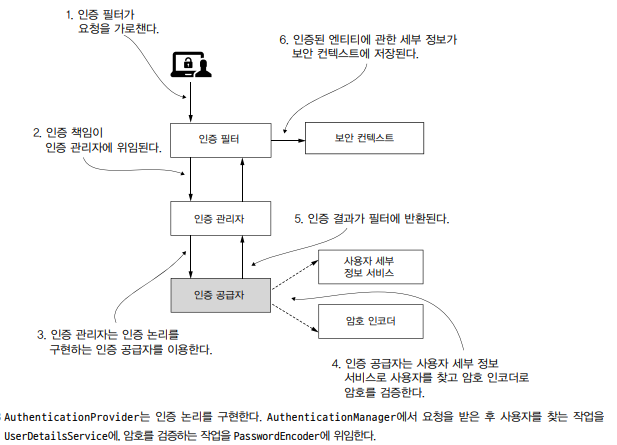 1. 인증 필터가
요청을 가로챈다.
6. 인증된 엔티티에 관한 세부 정보가
보안 컨텍스트에 저장된다.
2. 인증 책임이
인증 관리자에 위임된다.
인증 필터
보안 컨텍스트
인증 관리자
5. 인증 결과가 필터에 반환된다.
사용자 세부
정보 서비스
인증 공급자
암호 인코더
3. 인증 관리자는 인증 논리를
구현하는 인증 공급자를 이용한다.
4. 인증 공급자는 사용자 세부 정보
서비스로 사용자를 찾고 암호 인코더로
암호를 검증한다.
AuthenticationProvider는 인증 논리를 구현한다. AuthenticationManager에서 요청을 받은 후 사용자를 찾는 작업을
UserDetailsService에, 암호를 검증하는 작업을 PasswordEncoder에 위임한다.